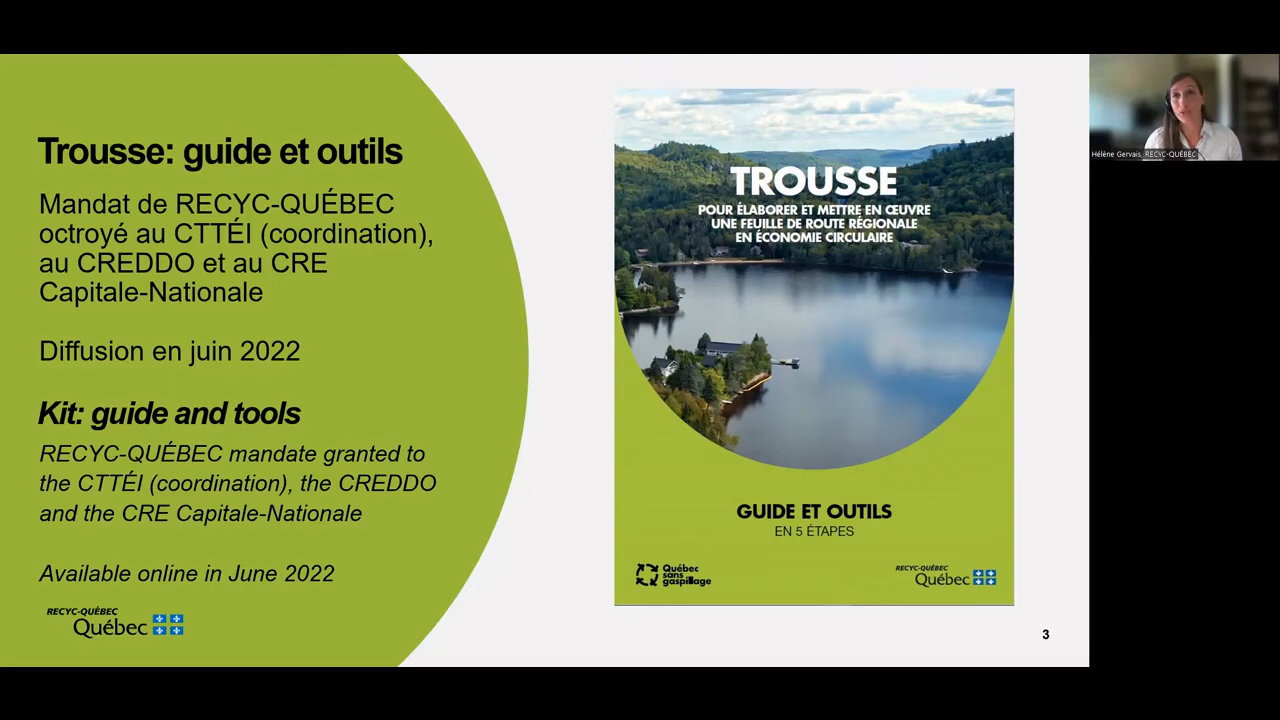 Trousse: guide et outils
Mandat de RECYC-QUÉBEC
octroyé au CTTÉI (coordination),
au CREDDO et au CRE
Capitale-Nationale
Diffusion en juin 2022
Kit: guide and tools
RECYC-QUÉBEC mandate granted to
the CTTÉI (coordination), the CREDDO
and the CRE Capitale-Nationale
Available online in June 2022
RECYC-QUÉBEC
Québec
TROUSSE
POUR ÉLABORER ET METTRE EN ŒUVRE
UNE FEUILLE DE ROUTE RÉGIONALE
EN ÉCONOMIE CIRCULAIRE
GUIDE ET OUTILS
EN 5 ÉTAPES
Québec
sans
gaspillage
RECYC-QUÉBEC
Québec
3
Hélène Gervais, RECYC-QUÉBEC